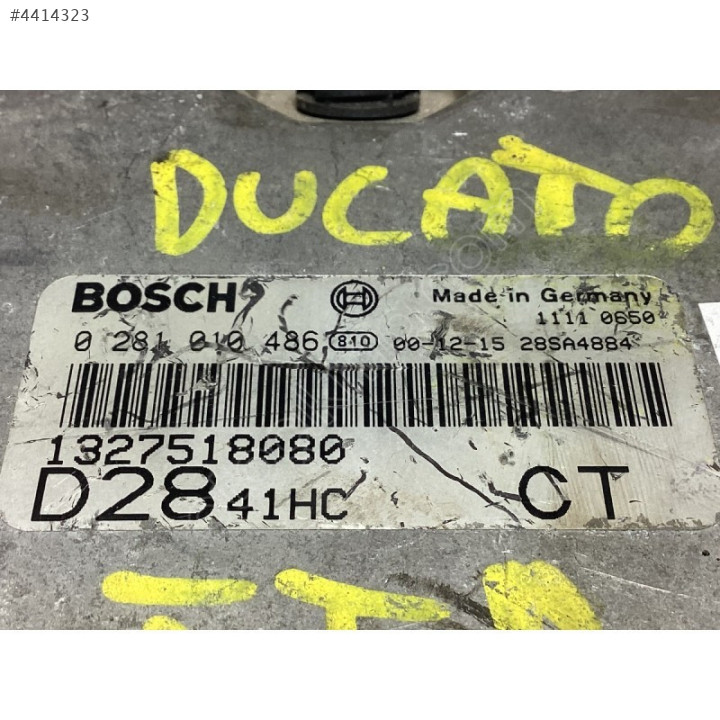 #4414323
DUCATO
BOSCH Made in Germany
1111 0650
0 281 010 486 810 00-12-15 28SA4884
1327518080
D28 41HC CT